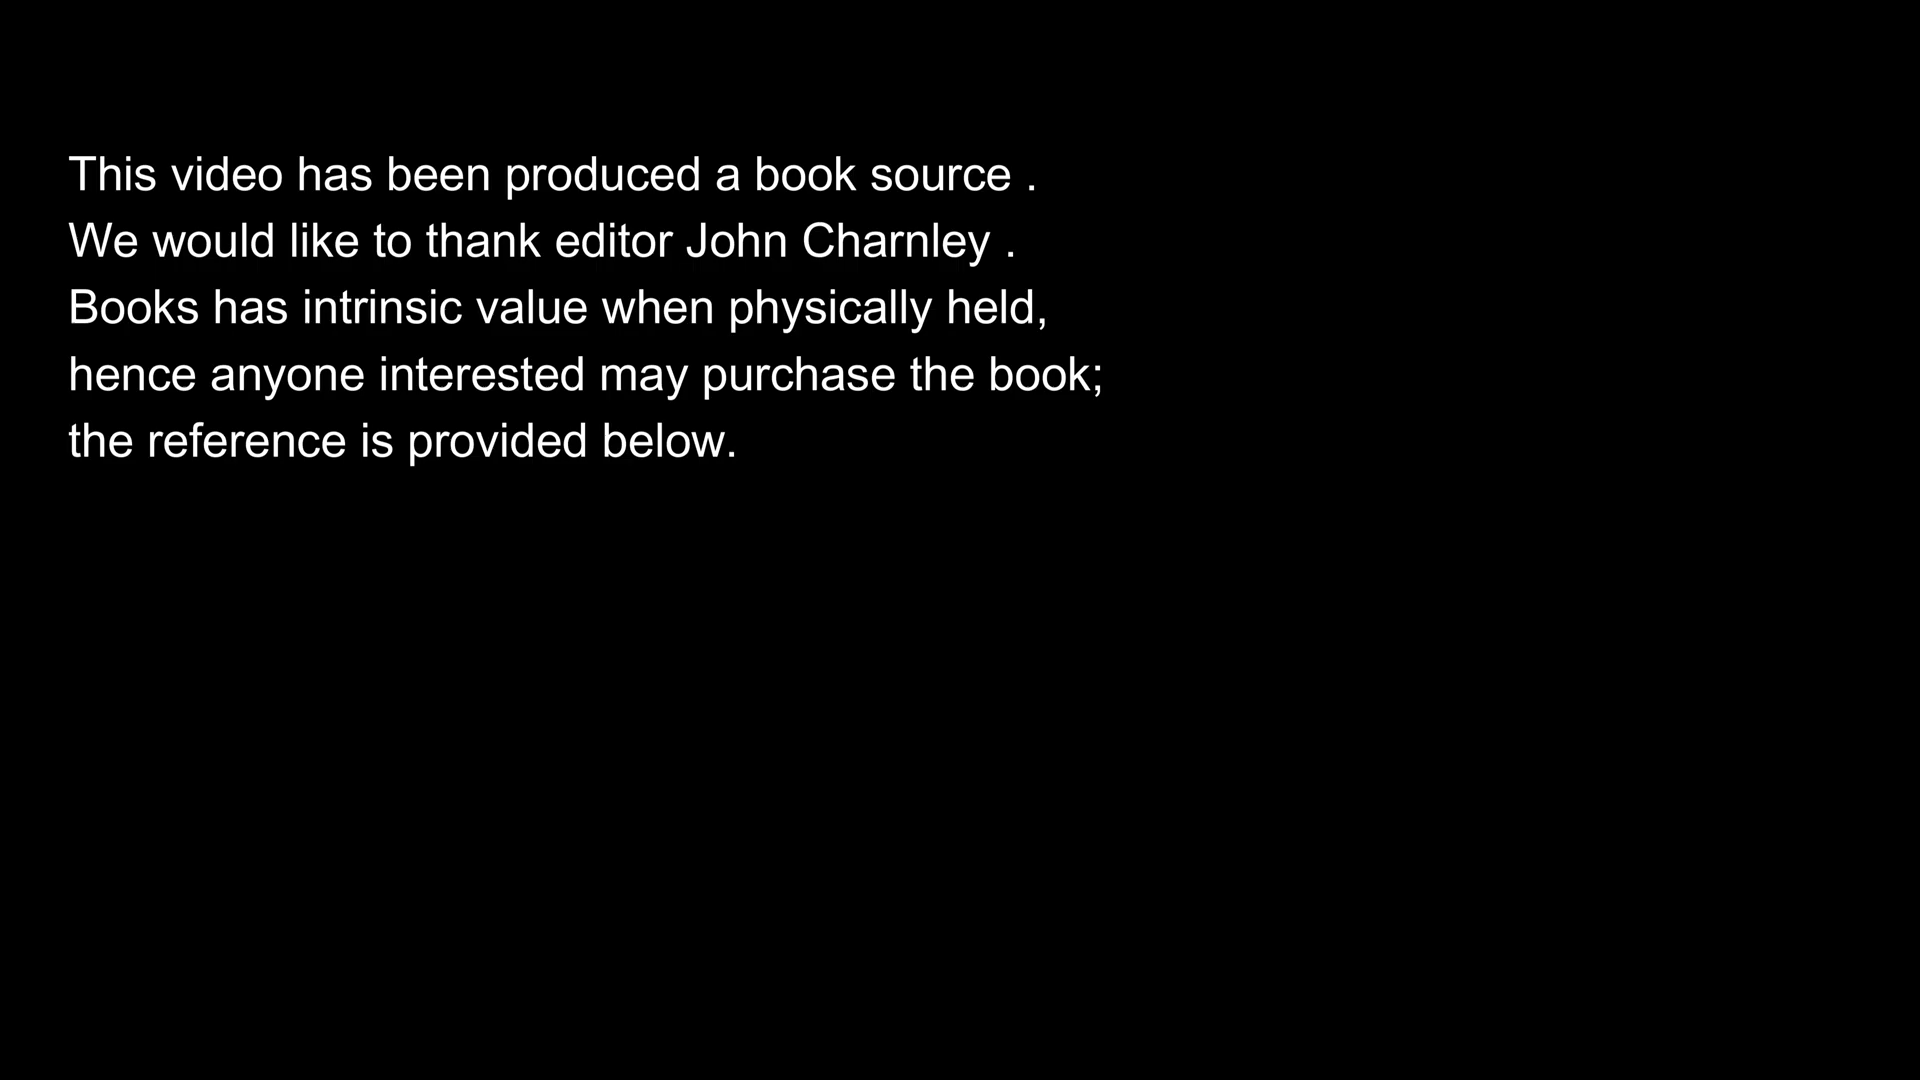 This video has been produced a book source .
We would like to thank editor John Charnley .
Books has intrinsic value when physically held,
hence anyone interested may purchase the book;
the reference is provided below.